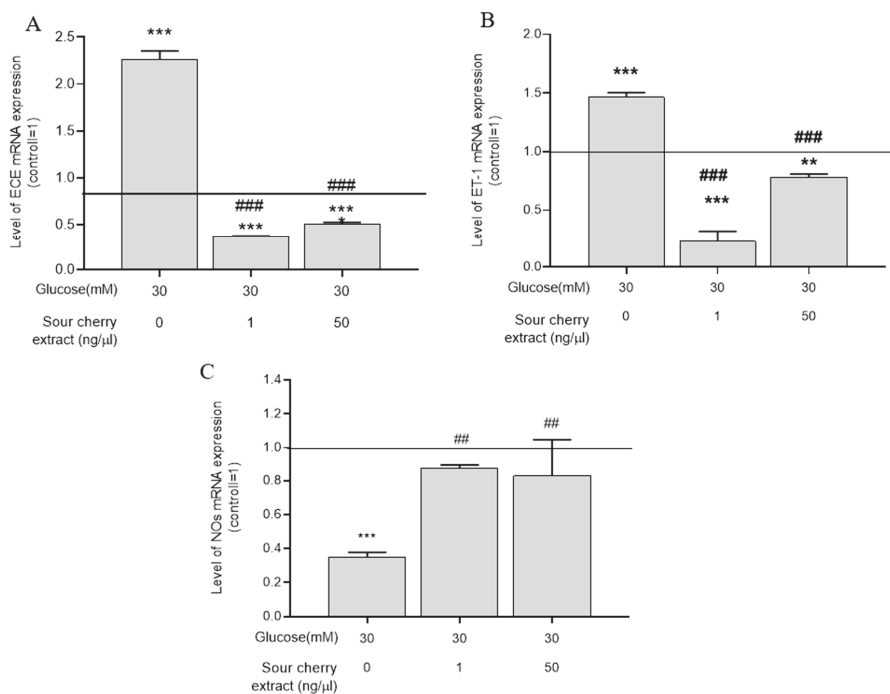 A
Level of ECE mRNA expression
(controll=1)
2.5
2.0
1.5
1.0
0.5
0.0
***
###
***
###
***
*
Glucose(mM) 30 30 30
Sour cherry 0 1 50
extract (ng/µl)
B
Level of ET-1 mRNA expression
(controll=1)
2.0
1.5
1.0
0.5
0.0
***
###
***
###
**
Glucose(mM) 30 30 30
Sour cherry 0 1 50
extract (ng/µl)
C
Level of NOs mRNA expression
(controll=1)
1.4
1.2
1.0
0.8
0.6
0.4
0.2
0.0
***
##
##
Glucose(mM) 30 30 30
Sour cherry 0 1 50
extract (ng/µl)